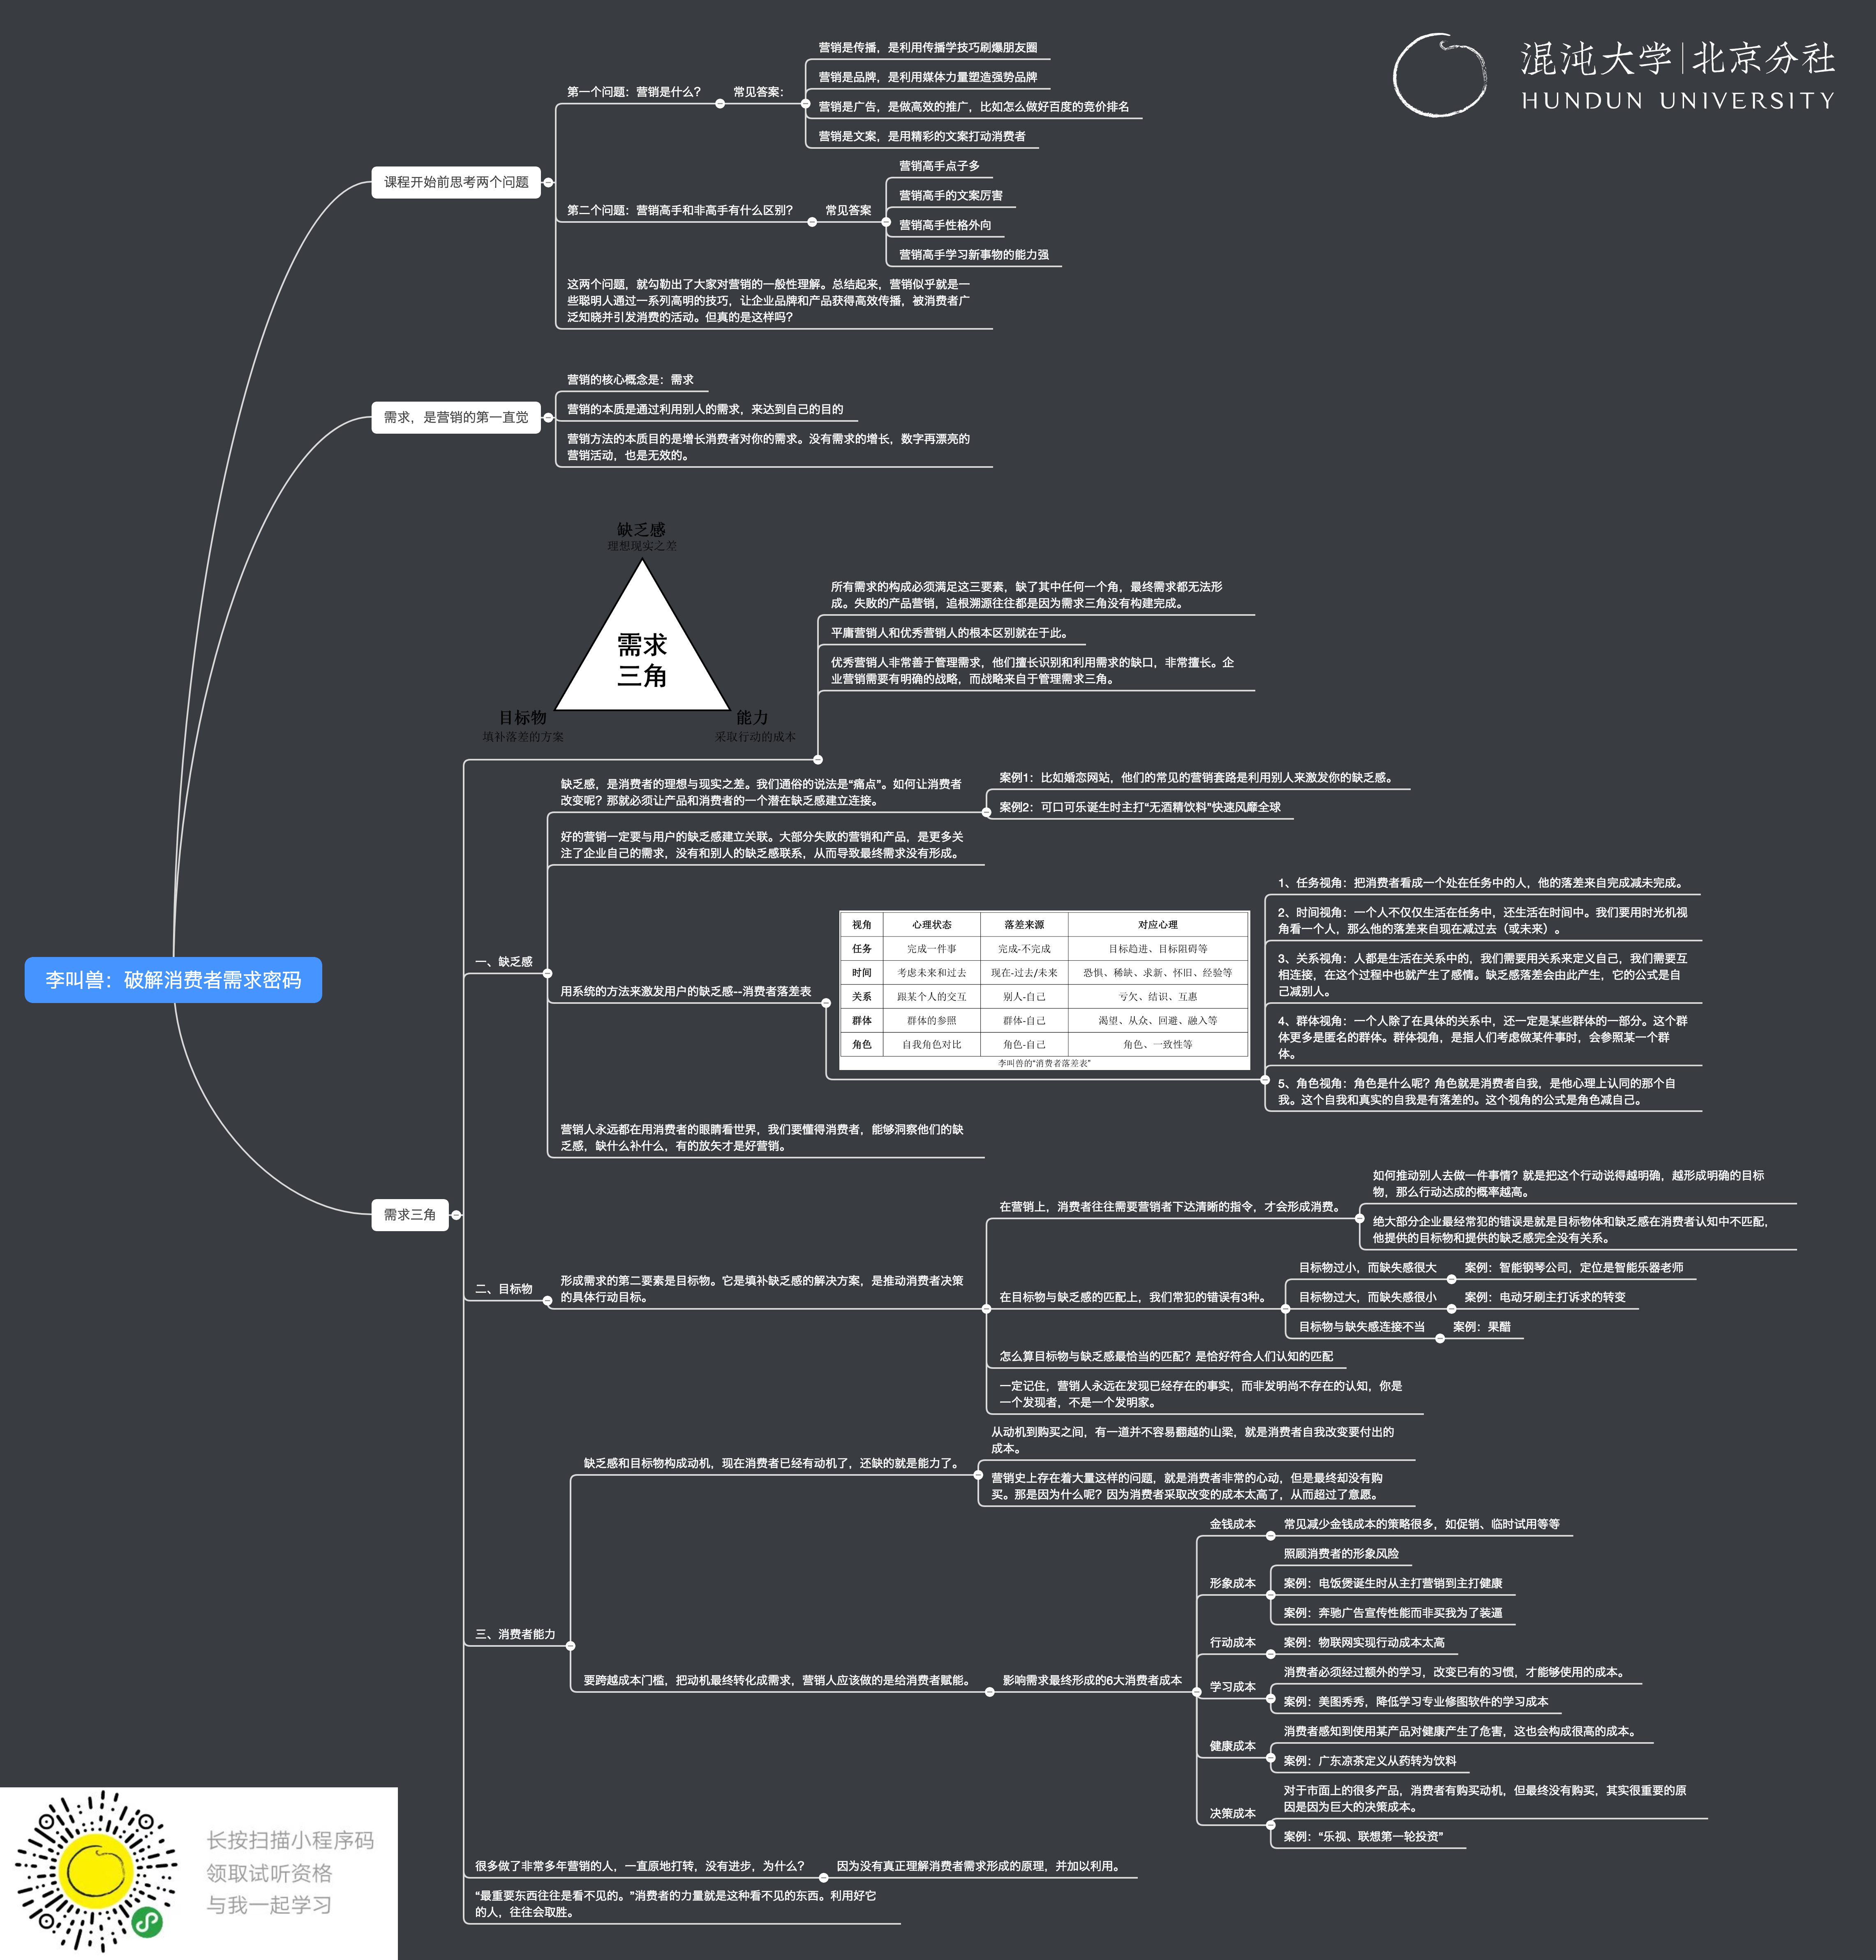 混沌大学|北京分社
HUNDUN UNIVERSITY
李叫兽：破解消费者需求密码
课程开始前思考两个问题
第一个问题：营销是什么？
常见答案：
营销是传播，是利用传播学技巧刷爆朋友圈
营销是品牌，是利用媒体力量塑造强势品牌
营销是广告，是做高效的推广，比如怎么做好百度的竞价排名
营销是文案，是用精彩的文案打动消费者
第二个问题：营销高手和非高手有什么区别？
常见答案
营销高手点子多
营销高手的文案厉害
营销高手性格外向
营销高手学习新事物的能力强
这两个问题，就勾勒出了大家对营销的一般性理解。总结起来，营销似乎就是一
些聪明人通过一系列高明的技巧，让企业品牌和产品获得高效传播，被消费者广
泛知晓并引发消费的活动。但真的是这样吗？
需求，是营销的第一直觉
营销的核心概念是：需求
营销的本质是通过利用别人的需求，来达到自己的目的
营销方法的本质目的是增长消费者对你的需求。没有需求的增长，数字再漂亮的
营销活动，也是无效的。
需求三角
缺乏感
理想现实之差
需求
三角
目标物
填补落差的方案
能力
采取行动的成本
所有需求的构成必须满足这三要素，缺了其中任何一个角，最终需求都无法形
成。失败的产品营销，追根溯源往往都是因为需求三角没有构建完成。
平庸营销人和优秀营销人的根本区别就在于此。
优秀营销人非常善于管理需求，他们擅长识别和利用需求的缺口，非常擅长。企
业营销需要有明确的战略，而战略来自于管理需求三角。
一、缺乏感
缺乏感，是消费者的理想与现实之差。我们通俗的说法是“痛点”。如何让消费者
改变呢？那就必须让产品和消费者的一个潜在缺乏感建立连接。
案例1：比如婚恋网站，他们的常见的营销套路是利用别人来激发你的缺乏感。
案例2：可口可乐诞生时主打“无酒精饮料”快速风靡全球
好的营销一定要与用户的缺乏感建立关联。大部分失败的营销和产品，是更多关
注了企业自己的需求，没有和别人的缺乏感联系，从而导致最终需求没有形成。
用系统的方法来激发用户的缺乏感--消费者落差表
视角 心理状态 落差来源 对应心理
任务 完成一件事 完成-不完成 目标趋进、目标阻碍等
时间 考虑未来和过去 现在-过去/未来 恐惧、稀缺、求新、怀旧、经验等
关系 跟某个人的交互 别人-自己 亏欠、结识、互惠
群体 群体的参照 群体-自己 渴望、从众、回避、融入等
角色 自我角色对比 角色-自己 角色、一致性等
李叫兽的“消费者落差表”
1、任务视角：把消费者看成一个处在任务中的人，他的落差来自完成减未完成。
2、时间视角：一个人不仅仅生活在任务中，还生活在时间中。我们要用时光机视
角看一个人，那么他的落差来自现在减过去（或未来）。
3、关系视角：人都是生活在关系中的，我们需要用关系来定义自己，我们需要互
相连接，在这个过程中也就产生了感情。缺乏感落差会由此产生，它的公式是自
己减别人。
4、群体视角：一个人除了在具体的关系中，还一定是某些群体的一部分。这个群
体更多是匿名的群体。群体视角，是指人们考虑做某件事时，会参照某一个群
体。
5、角色视角：角色是什么呢？角色就是消费者自我，是他心理上认同的那个自
我。这个自我和真实的自我是有落差的。这个视角的公式是角色减自己。
营销人永远都在用消费者的眼睛看世界，我们要懂得消费者，能够洞察他们的缺
乏感，缺什么补什么，有的放矢才是好营销。
二、目标物
形成需求的第二要素是目标物。它是填补缺乏感的解决方案，是推动消费者决策
的具体行动目标。
在营销上，消费者往往需要营销者下达清晰的指令，才会形成消费。
如何推动别人去做一件事情？就是把这个行动说得越明确，越形成明确的目标
物，那么行动达成的概率越高。
绝大部分企业最经常犯的错误是就是目标物体和缺乏感在消费者认知中不匹配，
他提供的目标物和提供的缺乏感完全没有关系。
在目标物与缺乏感的匹配上，我们常犯的错误有3种。
目标物过小，而缺失感很大
案例：智能钢琴公司，定位是智能乐器老师
目标物过大，而缺失感很小
案例：电动牙刷主打诉求的转变
目标物与缺失感连接不当
案例：果醋
怎么算目标物与缺乏感最恰当的匹配？是恰好符合人们认知的匹配
一定记住，营销人永远在发现已经存在的事实，而非发明尚不存在的认知，你是
一个发现者，不是一个发明家。
三、消费者能力
缺乏感和目标物构成动机，现在消费者已经有动机了，还缺的就是能力了。
从动机到购买之间，有一道并不容易翻越的山梁，就是消费者自我改变要付出的
成本。
营销史上存在着大量这样的问题，就是消费者非常的心动，但是最终却没有购
买。那是因为什么呢？因为消费者采取改变的成本太高了，从而超过了意愿。
要跨越成本门槛，把动机最终转化成需求，营销人应该做的是给消费者赋能。
影响需求最终形成的6大消费者成本
金钱成本
常见减少金钱成本的策略很多，如促销、临时试用等等
形象成本
照顾消费者的形象风险
案例：电饭煲诞生时从主打营销到主打健康
案例：奔驰广告宣传性能而非买我为了装逼
行动成本
案例：物联网实现行动成本太高
学习成本
消费者必须经过额外的学习，改变已有的习惯，才能够使用的成本。
案例：美图秀秀，降低学习专业修图软件的学习成本
健康成本
消费者感知到使用某产品对健康产生了危害，这也会构成很高的成本。
案例：广东凉茶定义从药转为饮料
决策成本
对于市面上的很多产品，消费者有购买动机，但最终没有购买，其实很重要的原
因是因为巨大的决策成本。
案例：“乐视、联想第一轮投资”
很多做了非常多年营销的人，一直原地打转，没有进步，为什么？
因为没有真正理解消费者需求形成的原理，并加以利用。
“最重要东西往往是看不见的。”消费者的力量就是这种看不见的东西。利用好它
的人，往往会取胜。
长按扫描小程序码
领取试听资格
与我一起学习